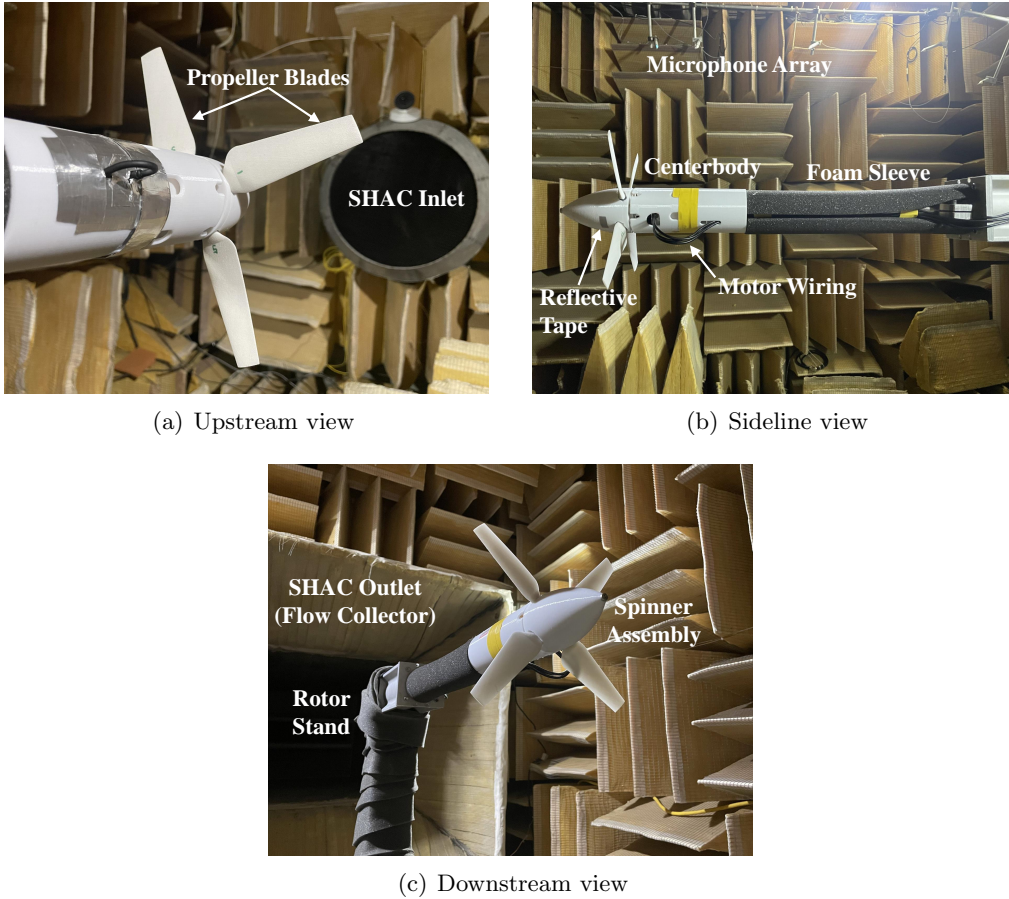 Propeller Blades
SHAC Inlet
(a) Upstream view
Microphone Array
Centerbody
Foam Sleeve
Motor Wiring
Reflective
Tape
(b) Sideline view
SHAC Outlet
(Flow Collector)
Spinner
Assembly
Rotor
Stand
(c) Downstream view